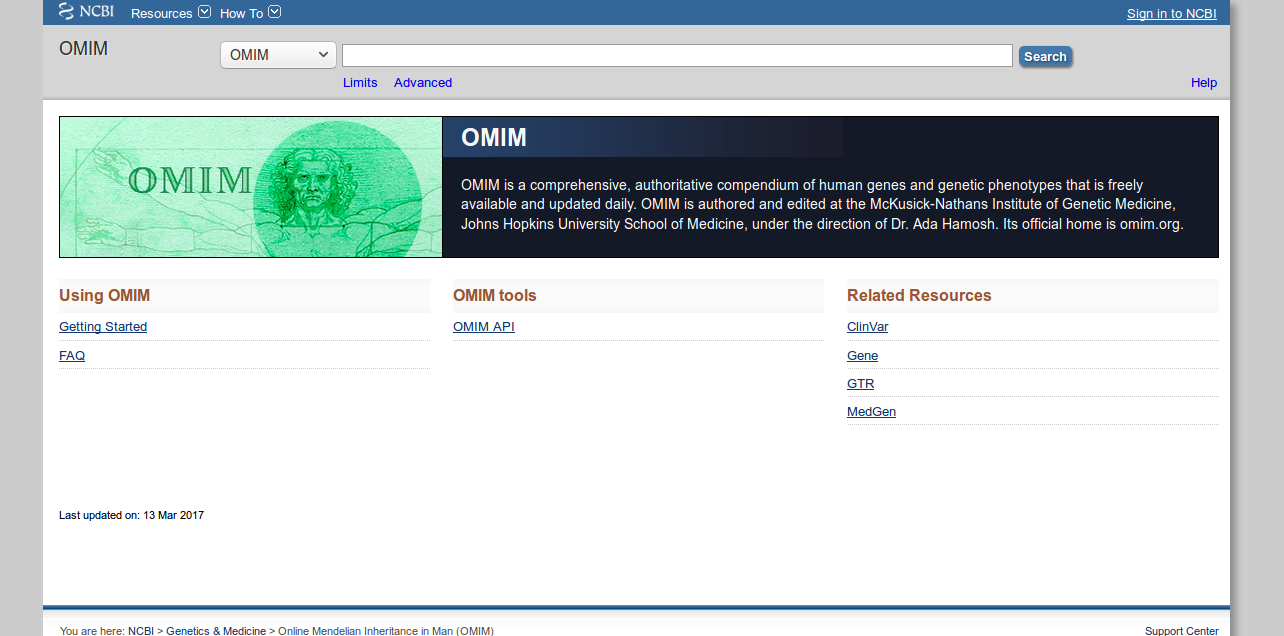 NCBI Resources How To Sign in to NCBI
OMIM OMIM Search
Limits Advanced Help
OMIM
OMIM
OMIM is a comprehensive, authoritative compendium of human genes and genetic phenotypes that is freely
available and updated daily. OMIM is authored and edited at the McKusick-Nathans Institute of Genetic Medicine,
Johns Hopkins University School of Medicine, under the direction of Dr. Ada Hamosh. Its official home is omim.org.
Using OMIM
Getting Started
FAQ
OMIM tools
OMIM API
Related Resources
ClinVar
Gene
GTR
MedGen
Last updated on: 13 Mar 2017
You are here: NCBI > Genetics & Medicine > Online Mendelian Inheritance in Man (OMIM) Support Center